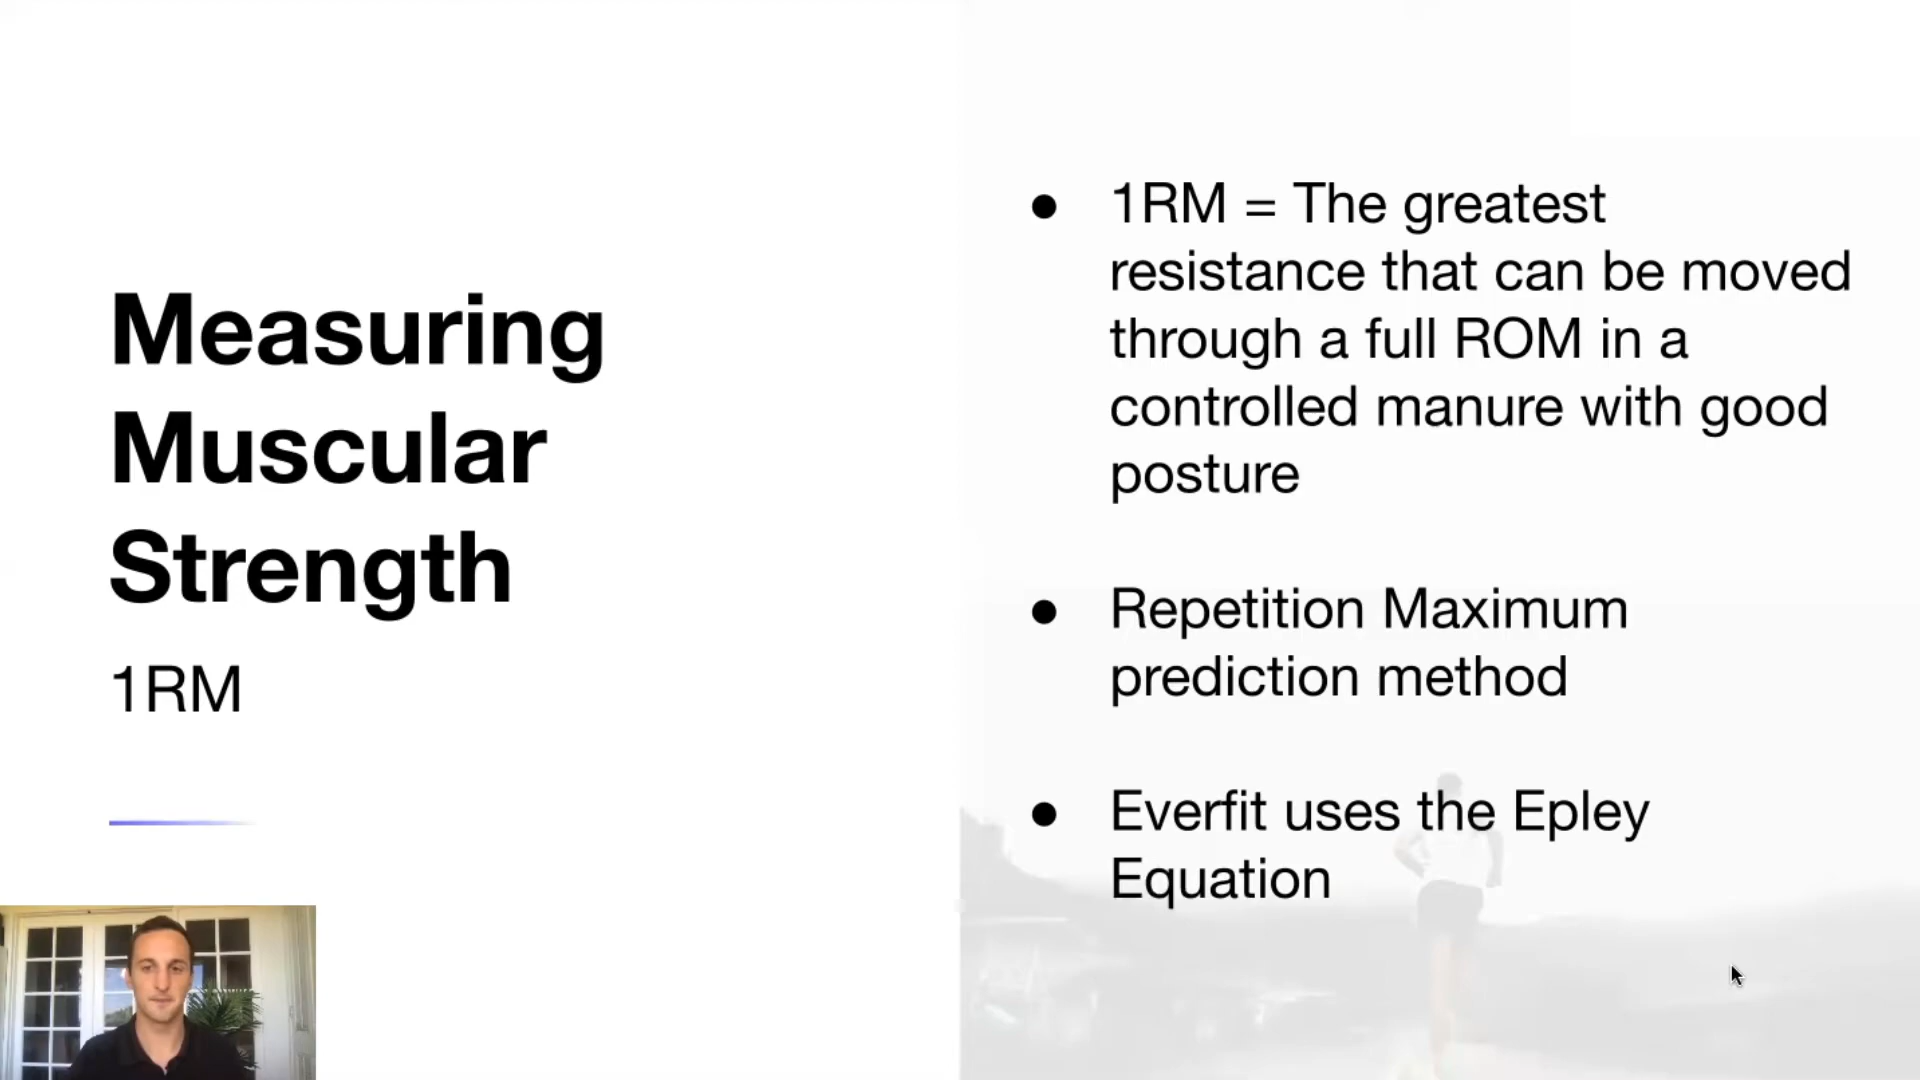 Measuring
Muscular
Strength
1RM
● 1RM = The greatest
resistance that can be moved
through a full ROM in a
controlled manure with good
posture
● Repetition Maximum
prediction method
● Everfit uses the Epley
Equation